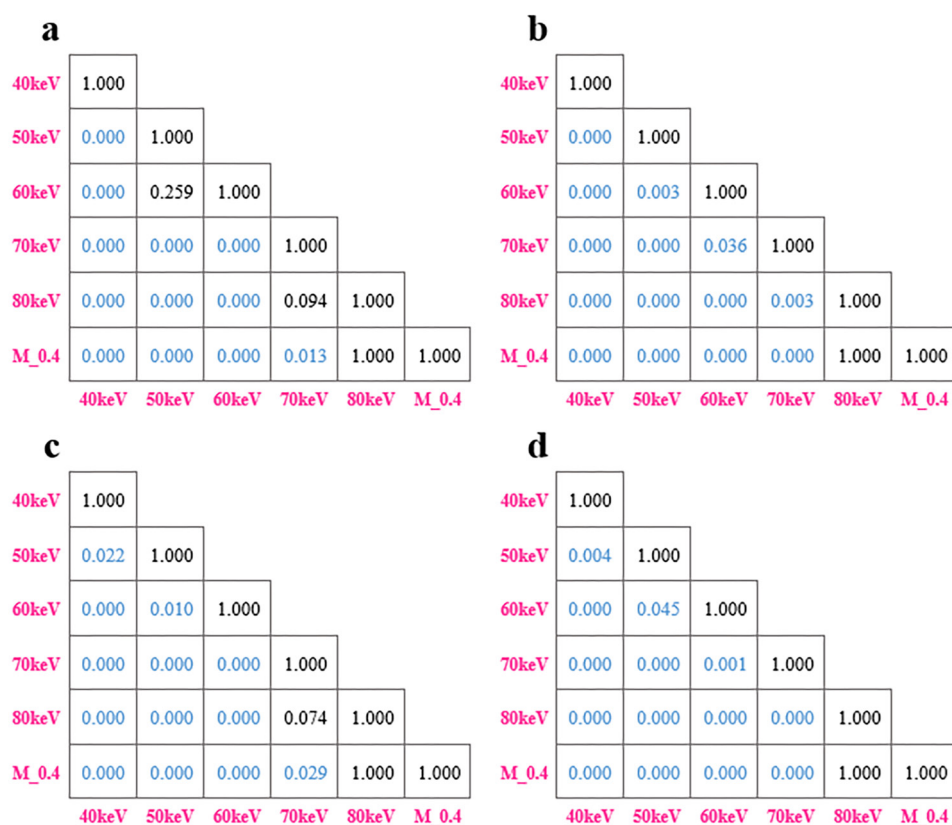 a
40keV 1.000
50keV 0.000 1.000
60keV 0.000 0.259 1.000
70keV 0.000 0.000 0.000 1.000
80keV 0.000 0.000 0.000 0.094 1.000
M_0.4 0.000 0.000 0.000 0.013 1.000 1.000
40keV 50keV 60keV 70keV 80keV M_0.4
b
40keV 1.000
50keV 0.000 1.000
60keV 0.000 0.003 1.000
70keV 0.000 0.000 0.036 1.000
80keV 0.000 0.000 0.000 0.003 1.000
M_0.4 0.000 0.000 0.000 0.000 1.000 1.000
40keV 50keV 60keV 70keV 80keV M_0.4
c
40keV 1.000
50keV 0.022 1.000
60keV 0.000 0.010 1.000
70keV 0.000 0.000 0.000 1.000
80keV 0.000 0.000 0.000 0.074 1.000
M_0.4 0.000 0.000 0.000 0.029 1.000 1.000
40keV 50keV 60keV 70keV 80keV M_0.4
d
40keV 1.000
50keV 0.004 1.000
60keV 0.000 0.045 1.000
70keV 0.000 0.000 0.001 1.000
80keV 0.000 0.000 0.000 0.000 1.000
M_0.4 0.000 0.000 0.000 0.000 1.000 1.000
40keV 50keV 60keV 70keV 80keV M_0.4